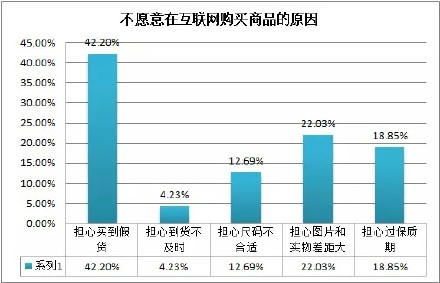 不愿意在互联网购买商品的原因
45.00%
40.00%
35.00%
30.00%
25.00%
20.00%
15.00%
10.00%
5.00%
0.00%
42.20%
4.23%
12.69%
22.03%
18.85%
担心买到假货
担心到货不及时
担心尺码不合适
担心图片和实物差距大
担心过保质期
系列1 42.20% 4.23% 12.69% 22.03% 18.85%